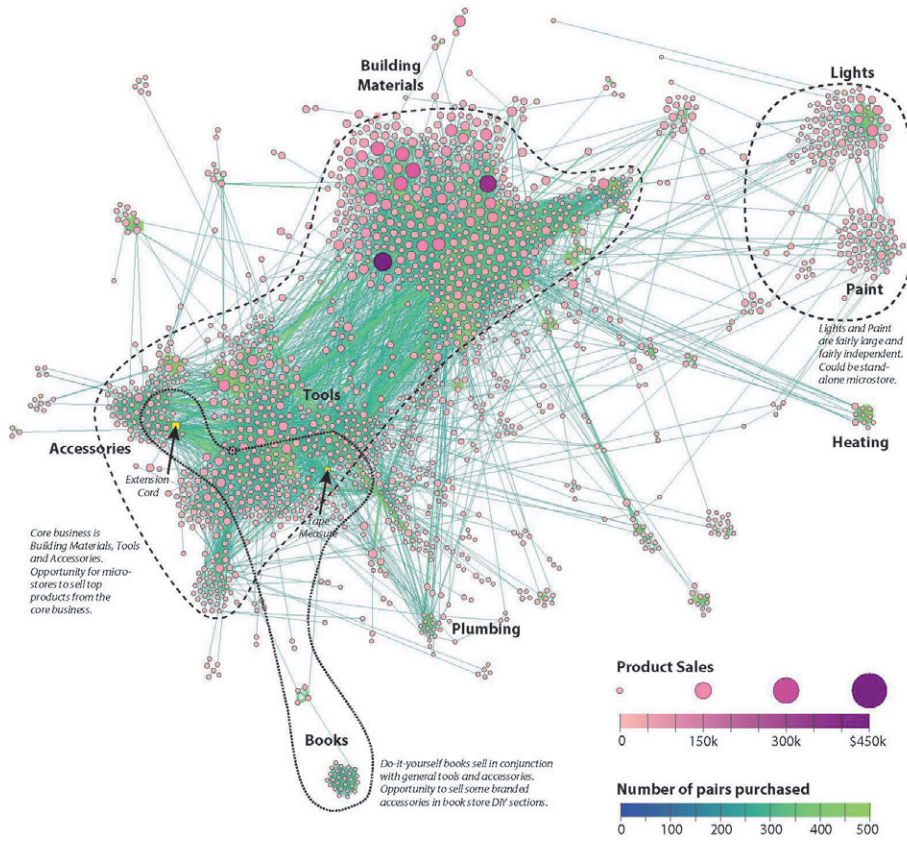 Building
Materials
Lights
Paint
Lights and Paint
are fairly large and
fairly independent.
Could be stand-
alone microstore.
Tools
Accessories
Heating
Extension
Cord
Tape
Measure
Core business is
Building Materials, Tools
and Accessories.
Opportunity for micro-
stores to sell top
products from the
core business.
Plumbing
Product Sales
0 150k 300k $450k
Books
Do-it-yourself books sell in conjunction
with general tools and accessories.
Opportunity to sell some branded
accessories in book store DIY sections.
Number of pairs purchased
0 100 200 300 400 500